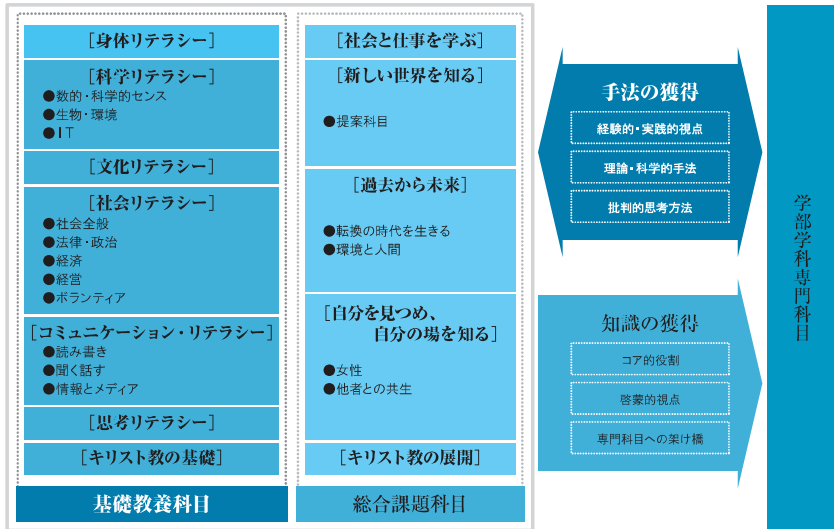 [身体リテラシー]
[科学リテラシー]
●数的・科学的センス
●生物・環境
●IT
[文化リテラシー]
[社会リテラシー]
●社会全般
●法律・政治
●経済
●経営
●ボランティア
[コミュニケーション・リテラシー]
●読み書き
●聞く話す
●情報とメディア
[思考リテラシー]
[キリスト教の基礎]
基礎教養科目
[社会と仕事を学ぶ]
[新しい世界を知る]
●提案科目
[過去から未来]
●転換の時代を生きる
●環境と人間
[自分を見つめ、
自分の場を知る]
●女性
●他者との共生
[キリスト教の展開]
総合課題科目
手法の獲得
経験的・実践的視点
理論・科学的手法
批判的思考方法
知識の獲得
コア的役割
啓蒙的視点
専門科目への架け橋
学部学科専門科目